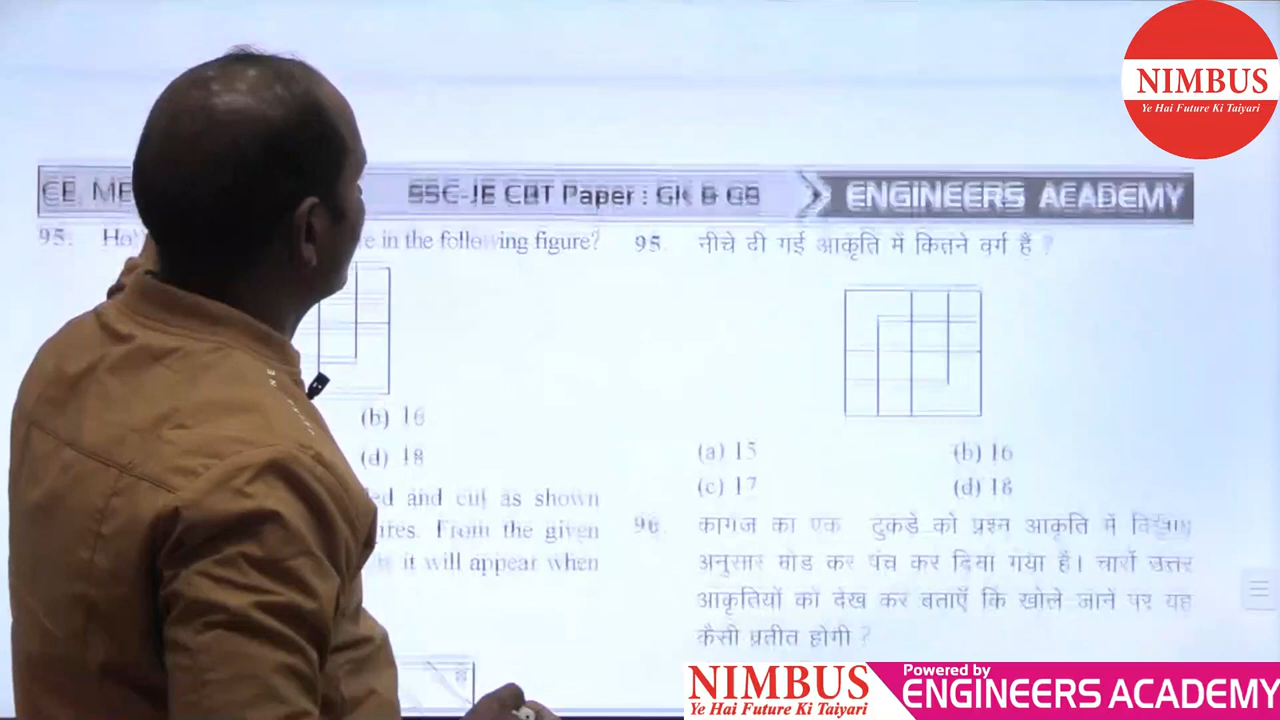 NIMBUS
Ye Hai Future Ki Taiyari
CE, ME SSC-JE CBT Paper : GK & GS ENGINEERS ACADEMY
95. in the following figure?
(b) 16
(d) 18
and cut as shown
From the given
it will appear when
95. नीचे दी गई आकृति में कितने वर्ग हैं ?
(a) 15 (b) 16
(c) 17 (d) 18
96. कागज का एक टुकडे को प्रश्न आकृति में
अनुसार मोड कर पंच कर दिया गया है। चारों उत्तर
आकृतियों को देख कर बताएँ कि खोले जाने पर यह
कैसी प्रतीत होगी ?
NIMBUS
Ye Hai Future Ki Taiyari
Powered by
ENGINEERS ACADEMY